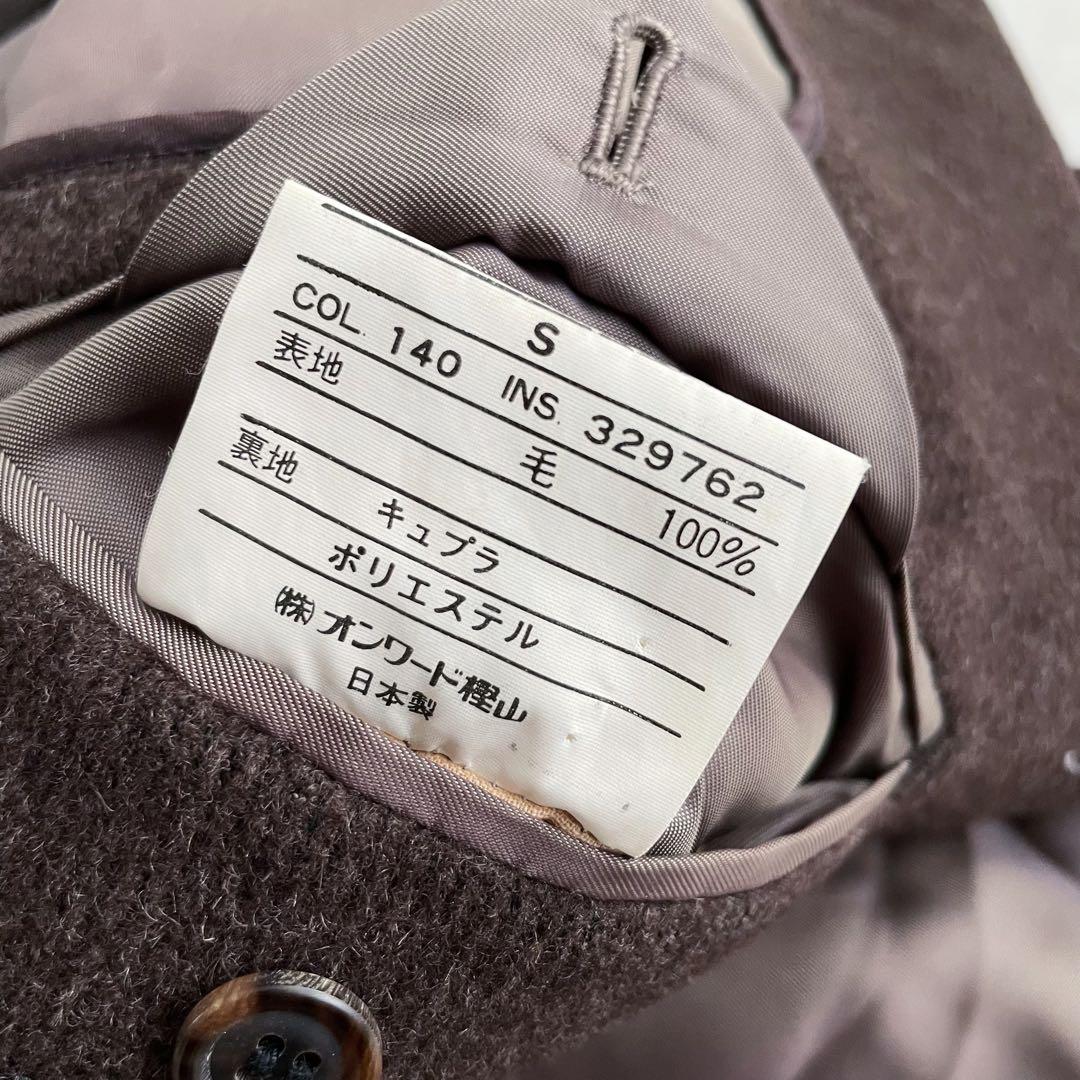 S
COL. 140 INS. 329762
表地 毛 100%
裏地 キュプラ
ポリエステル
(株)オンワード樫山
日本製